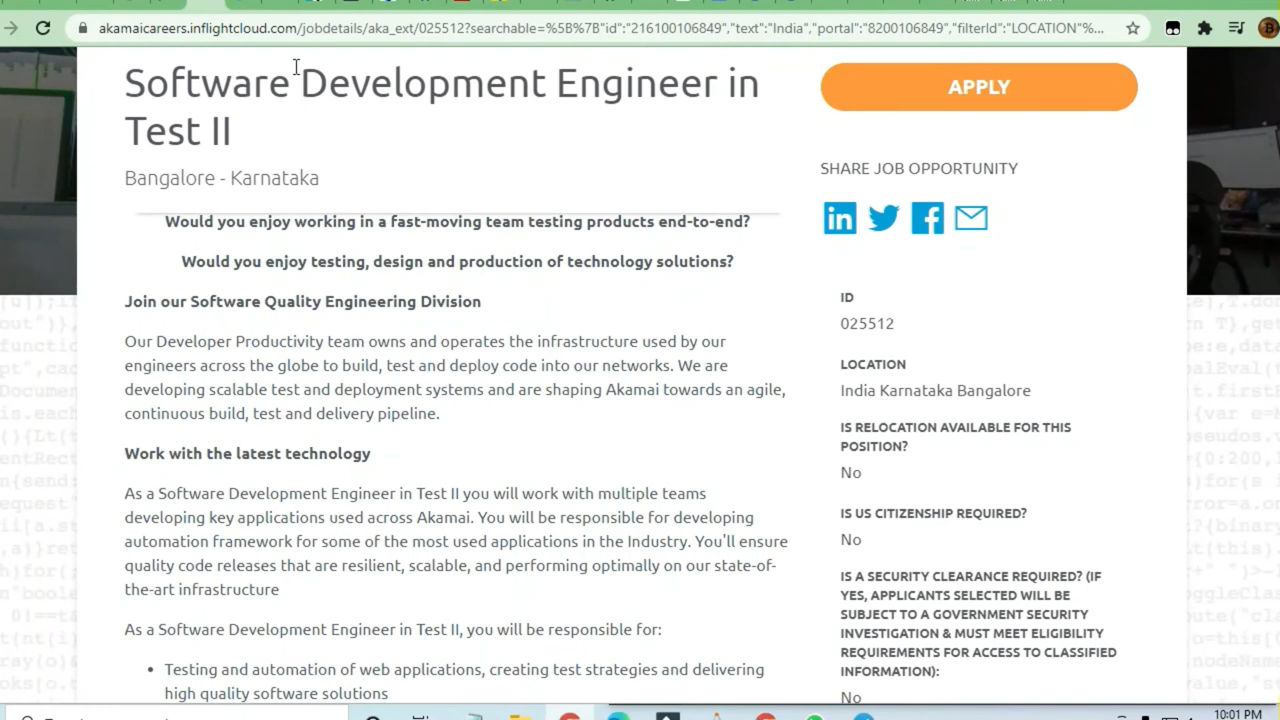 akamaicareers.inflightcloud.com/jobdetails/aka_ext/025512?searchable=%5B%7B"id":"216100106849","text":"India","portal":"8200106849","filterId":"LOCATION"%...
Software Development Engineer in
Test II
Bangalore - Karnataka
Would you enjoy working in a fast-moving team testing products end-to-end?
Would you enjoy testing, design and production of technology solutions?
Join our Software Quality Engineering Division
Our Developer Productivity team owns and operates the infrastructure used by our
engineers across the globe to build, test and deploy code into our networks. We are
developing scalable test and deployment systems and are shaping Akamai towards an agile,
continuous build, test and delivery pipeline.
Work with the latest technology
As a Software Development Engineer in Test II you will work with multiple teams
developing key applications used across Akamai. You will be responsible for developing
automation framework for some of the most used applications in the Industry. You'll ensure
quality code releases that are resilient, scalable, and performing optimally on our state-of-
the-art infrastructure
As a Software Development Engineer in Test II, you will be responsible for:
• Testing and automation of web applications, creating test strategies and delivering
high quality software solutions
APPLY
SHARE JOB OPPORTUNITY
ID
025512
LOCATION
India Karnataka Bangalore
IS RELOCATION AVAILABLE FOR THIS
POSITION?
No
IS US CITIZENSHIP REQUIRED?
No
IS A SECURITY CLEARANCE REQUIRED? (IF
YES, APPLICANTS SELECTED WILL BE
SUBJECT TO A GOVERNMENT SECURITY
INVESTIGATION & MUST MEET ELIGIBILITY
REQUIREMENTS FOR ACCESS TO CLASSIFIED
INFORMATION):
No
10:01 PM